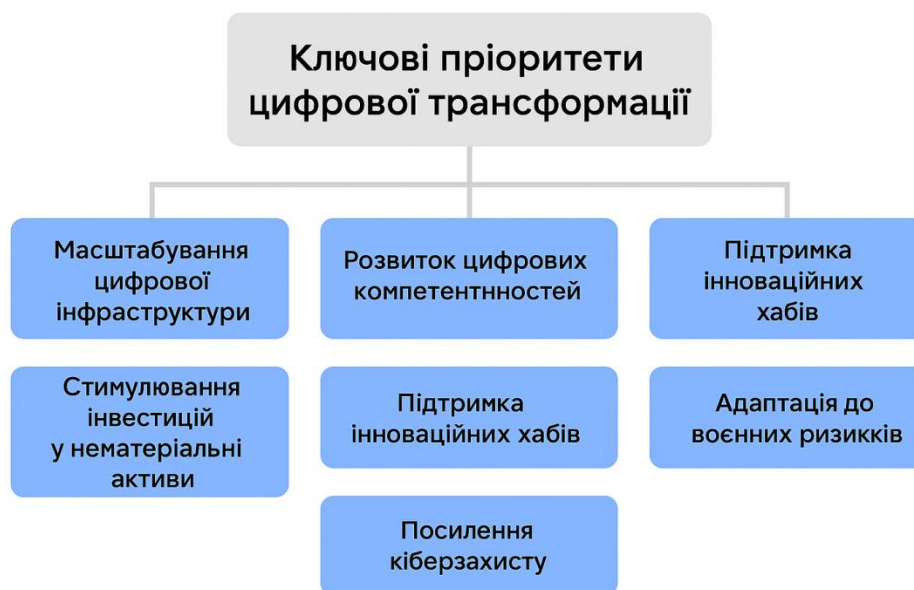 Ключові пріоритети
цифрової трансформації
Масштабування
цифрової
інфраструктури
Розвиток цифрових
компетентнностей
Підтримка
інноваційних
хабів
Стимулювання
інвестицій
у нематеріальні
активи
Підтримка
інноваційних хабів
Адаптація до
воєнних ризикків
Посилення
кіберзахисту